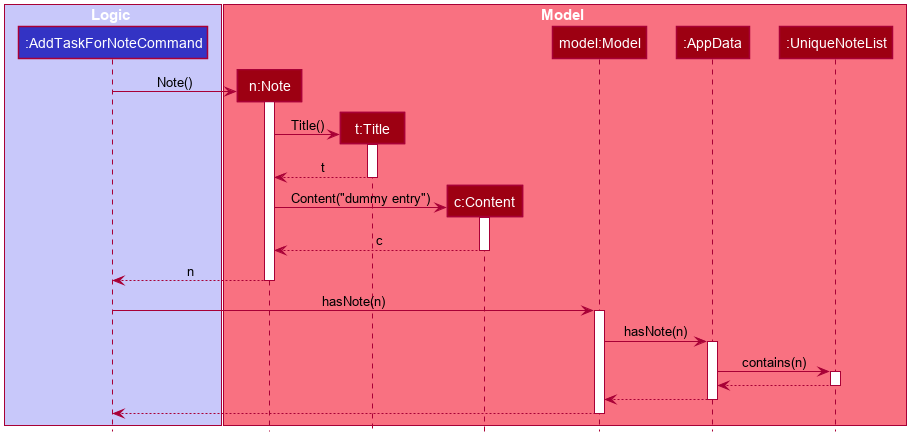 Logic
Model
:AddTaskForNoteCommand
model:Model
:AppData
:UniqueNoteList
Note()
n:Note
Title()
t:Title
t
Content("dummy entry")
c:Content
c
n
hasNote(n)
hasNote(n)
contains(n)